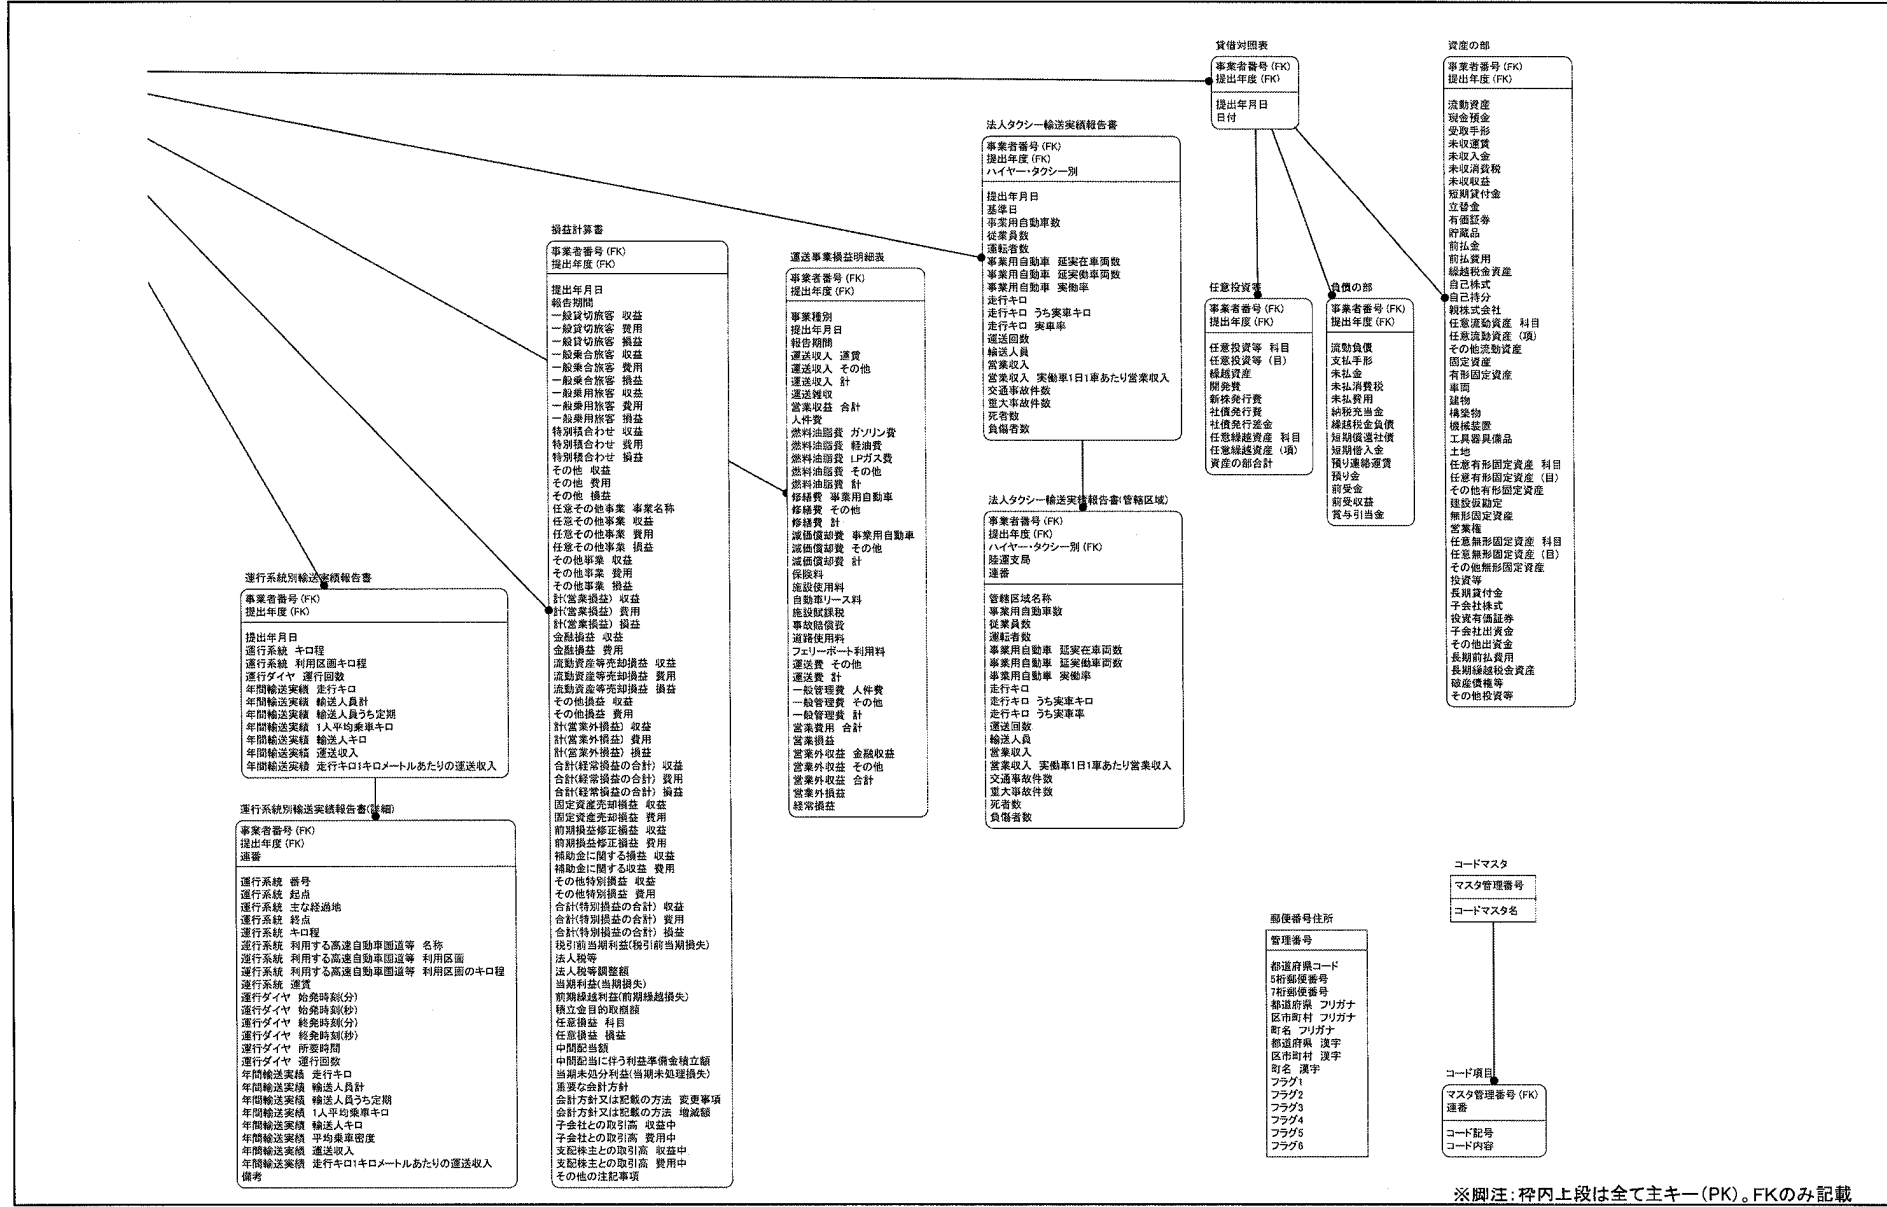 貸借対照表
事業者番号 (FK)
提出年度 (FK)
提出年月日
日付
資産の部
事業者番号 (FK)
提出年度 (FK)
流動資産
現金預金
受取手形
未収運賃
未収入金
未収消費税
未収収益
短期貸付金
立替金
有価証券
貯蔵品
前払金
前払費用
繰越税金資産
自己株式
自己持分
親株式会社
任意流動資産 科目
任意流動資産 (項)
その他流動資産
固定資産
有形固定資産
車両
建物
構築物
機械装置
工具器具備品
土地
任意有形固定資産 科目
任意有形固定資産 (目)
その他有形固定資産
建設仮勘定
無形固定資産
営業権
任意無形固定資産 科目
任意無形固定資産 (目)
その他無形固定資産
投資等
長期貸付金
子会社株式
投資有価証券
子会社出資金
その他出資金
長期前払費用
長期繰越税金資産
破産債権等
その他投資等
法人タクシー輸送実績報告書
事業者番号 (FK)
提出年度 (FK)
ハイヤー・タクシー別
提出年月日
基準日
事業用自動車数
従業員数
運転者数
事業用自動車 延実在車両数
事業用自動車 延実働車両数
事業用自動車 実働率
走行キロ
走行キロ うち実車キロ
走行キロ 実車率
運送回数
輸送人員
営業収入
営業収入 実働車1日1車あたり営業収入
交通事故件数
重大事故件数
死者数
負傷者数
任意投資等
事業者番号 (FK)
提出年度 (FK)
任意投資等 科目
任意投資等 (目)
繰越資産
開発費
新株発行費
社債発行費
社債発行差金
任意繰越資産 科目
任意繰越資産 (項)
資産の部合計
負債の部
事業者番号 (FK)
提出年度 (FK)
流動負債
支払手形
未払金
未払消費税
未払費用
納税充当金
繰越税金負債
短期償還社債
短期借入金
預り連絡運賃
預り金
前受金
前受収益
賞与引当金
損益計算書
事業者番号 (FK)
提出年度 (FK)
提出年月日
報告期間
一般貸切旅客 収益
一般貸切旅客 費用
一般貸切旅客 損益
一般乗合旅客 収益
一般乗合旅客 費用
一般乗合旅客 損益
一般乗用旅客 収益
一般乗用旅客 費用
一般乗用旅客 損益
特別積合わせ 収益
特別積合わせ 費用
特別積合わせ 損益
その他 収益
その他 費用
その他 損益
任意その他事業 事業名称
任意その他事業 収益
任意その他事業 費用
任意その他事業 損益
その他事業 収益
その他事業 費用
その他事業 損益
計(営業損益) 収益
計(営業損益) 費用
計(営業損益) 損益
金融損益 収益
金融損益 費用
流動資産等売却損益 収益
流動資産等売却損益 費用
流動資産等売却損益 損益
その他損益 収益
その他損益 費用
計(営業外損益) 収益
計(営業外損益) 費用
計(営業外損益) 損益
合計(経常損益の合計) 収益
合計(経常損益の合計) 費用
合計(経常損益の合計) 損益
固定資産売却損益 収益
固定資産売却損益 費用
前期損益修正損益 収益
前期損益修正損益 費用
補助金に関する損益 収益
補助金に関する収益 費用
その他特別損益 収益
その他特別損益 費用
合計(特別損益の合計) 収益
合計(特別損益の合計) 費用
合計(特別損益の合計) 損益
税引前当期利益(税引前当期損失)
法人税等
法人税等調整額
当期利益(当期損失)
前期繰越利益(前期繰越損失)
積立金目的取崩額
任意損益 科目
任意損益 損益
中間配当額
中間配当に伴う利益準備金積立額
当期未処分利益(当期未処理損失)
重要な会計方針
会計方針又は記載の方法 変更事項
会計方針又は記載の方法 増減額
子会社との取引高 収益中
子会社との取引高 費用中
支配株主との取引高 収益中
支配株主との取引高 費用中
その他の注記事項
運送事業損益明細表
事業者番号 (FK)
提出年度 (FK)
事業種別
提出年月日
報告期間
運送収入 運賃
運送収入 その他
運送収入 計
運送雑収
営業収益 合計
人件費
燃料油脂費 ガソリン費
燃料油脂費 軽油費
燃料油脂費 LPガス費
燃料油脂費 その他
燃料油脂費 計
修繕費 事業用自動車
修繕費 その他
修繕費 計
減価償却費 事業用自動車
減価償却費 その他
減価償却費 計
保険料
施設使用料
自動車リース料
施設賦課税
事故賠償費
道路使用料
フェリーボート利用料
運送費 その他
運送費 計
一般管理費 人件費
一般管理費 その他
一般管理費 計
営業費用 合計
営業損益
営業外収益 金融収益
営業外収益 その他
営業外収益 合計
営業外損益
経常損益
法人タクシー輸送実績報告書(管轄区域)
事業者番号 (FK)
提出年度 (FK)
ハイヤー・タクシー別 (FK)
陸運支局
連番
管轄区域名称
事業用自動車数
従業員数
運転者数
事業用自動車 延実在車両数
事業用自動車 延実働車両数
事業用自動車 実働率
走行キロ
走行キロ うち実車キロ
走行キロ うち実車率
運送回数
輸送人員
営業収入
営業収入 実働車1日1車あたり営業収入
交通事故件数
重大事故件数
死者数
負傷者数
運行系統別輸送実績報告書
事業者番号 (FK)
提出年度 (FK)
提出年月日
運行系統 キロ程
運行系統 利用区画キロ程
運行ダイヤ 運行回数
年間輸送実績 走行キロ
年間輸送実績 輸送人員計
年間輸送実績 輸送人員うち定期
年間輸送実績 1人平均乗車キロ
年間輸送実績 輸送人キロ
年間輸送実績 運送収入
年間輸送実績 走行キロ1キロメートルあたりの運送収入
運行系統別輸送実績報告書(詳細)
事業者番号 (FK)
提出年度 (FK)
連番
運行系統 番号
運行系統 起点
運行系統 主な経過地
運行系統 終点
運行系統 キロ程
運行系統 利用する高速自動車国道等 名称
運行系統 利用する高速自動車国道等 利用区画
運行系統 利用する高速自動車国道等 利用区画のキロ程
運行系統 運賃
運行ダイヤ 始発時刻(分)
運行ダイヤ 始発時刻(秒)
運行ダイヤ 終発時刻(分)
運行ダイヤ 終発時刻(秒)
運行ダイヤ 所要時間
運行ダイヤ 運行回数
年間輸送実績 走行キロ
年間輸送実績 輸送人員計
年間輸送実績 輸送人員うち定期
年間輸送実績 1人平均乗車キロ
年間輸送実績 輸送人キロ
年間輸送実績 平均乗車密度
年間輸送実績 運送収入
年間輸送実績 走行キロ1キロメートルあたりの運送収入
備考
コードマスタ
マスタ管理番号
コードマスタ名
郵便番号住所
管理番号
都道府県コード
5桁郵便番号
7桁郵便番号
都道府県 フリガナ
区市町村 フリガナ
町名 フリガナ
都道府県 漢字
区市町村 漢字
町名 漢字
フラグ1
フラグ2
フラグ3
フラグ4
フラグ5
フラグ6
コード項目
マスタ管理番号 (FK)
連番
コード記号
コード内容
※脚注:枠内上段は全て主キー(PK)。FKのみ記載